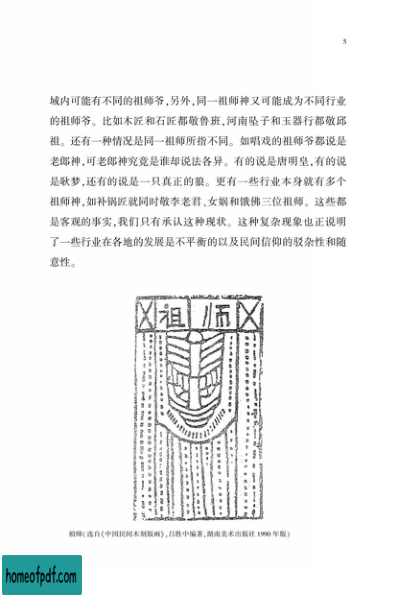 5
域内可能有不同的祖师爷,另外,同一祖师神又可能成为不同行业
的祖师爷。比如木匠和石匠都敬鲁班,河南坠子和玉器行都敬邱
祖。还有一种情况是同一祖师所指不同。如唱戏的祖师爷都说是
老郎神,可老郎神究竟是谁却说法各异。有的说是唐明皇,有的说
是耿梦,还有的说是一只真正的狼。更有一些行业本身就有多个
祖师神,如补锅匠就同时敬李老君、女娲和饿佛三位祖师。这些都
是客观的事实,我们只有承认这种现状。这种复杂现象也正说明
了一些行业在各地的发展是不平衡的以及民间信仰的驳杂性和随
意性。
祖师
祖师(选自《中国民间木刻版画》,吕胜中编著,湖南美术出版社 1990 年版)
homeofpdf.com